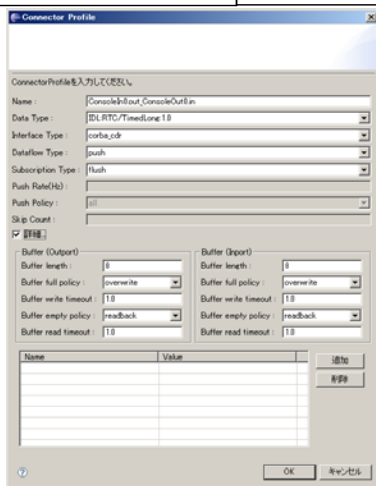 Connector Profile
ConnectorProfileを入力してください。
Name : ConsoleIn0.out_ConsoleOut0.in
Data Type : IDL:RTC/TimedLong:1.0
Interface Type : corba_cdr
Dataflow Type : push
Subscription Type : flush
Push Rate(Hz) :
Push Policy : all
Skip Count :
詳細...
Buffer (Outport) Buffer (Inport)
Buffer length : 8 Buffer length : 8
Buffer full policy : overwrite Buffer full policy : overwrite
Buffer write timeout : 1.0 Buffer write timeout : 1.0
Buffer empty policy : readback Buffer empty policy : readback
Buffer read timeout : 1.0 Buffer read timeout : 1.0
Name Value 追加
削除
OK キャンセル